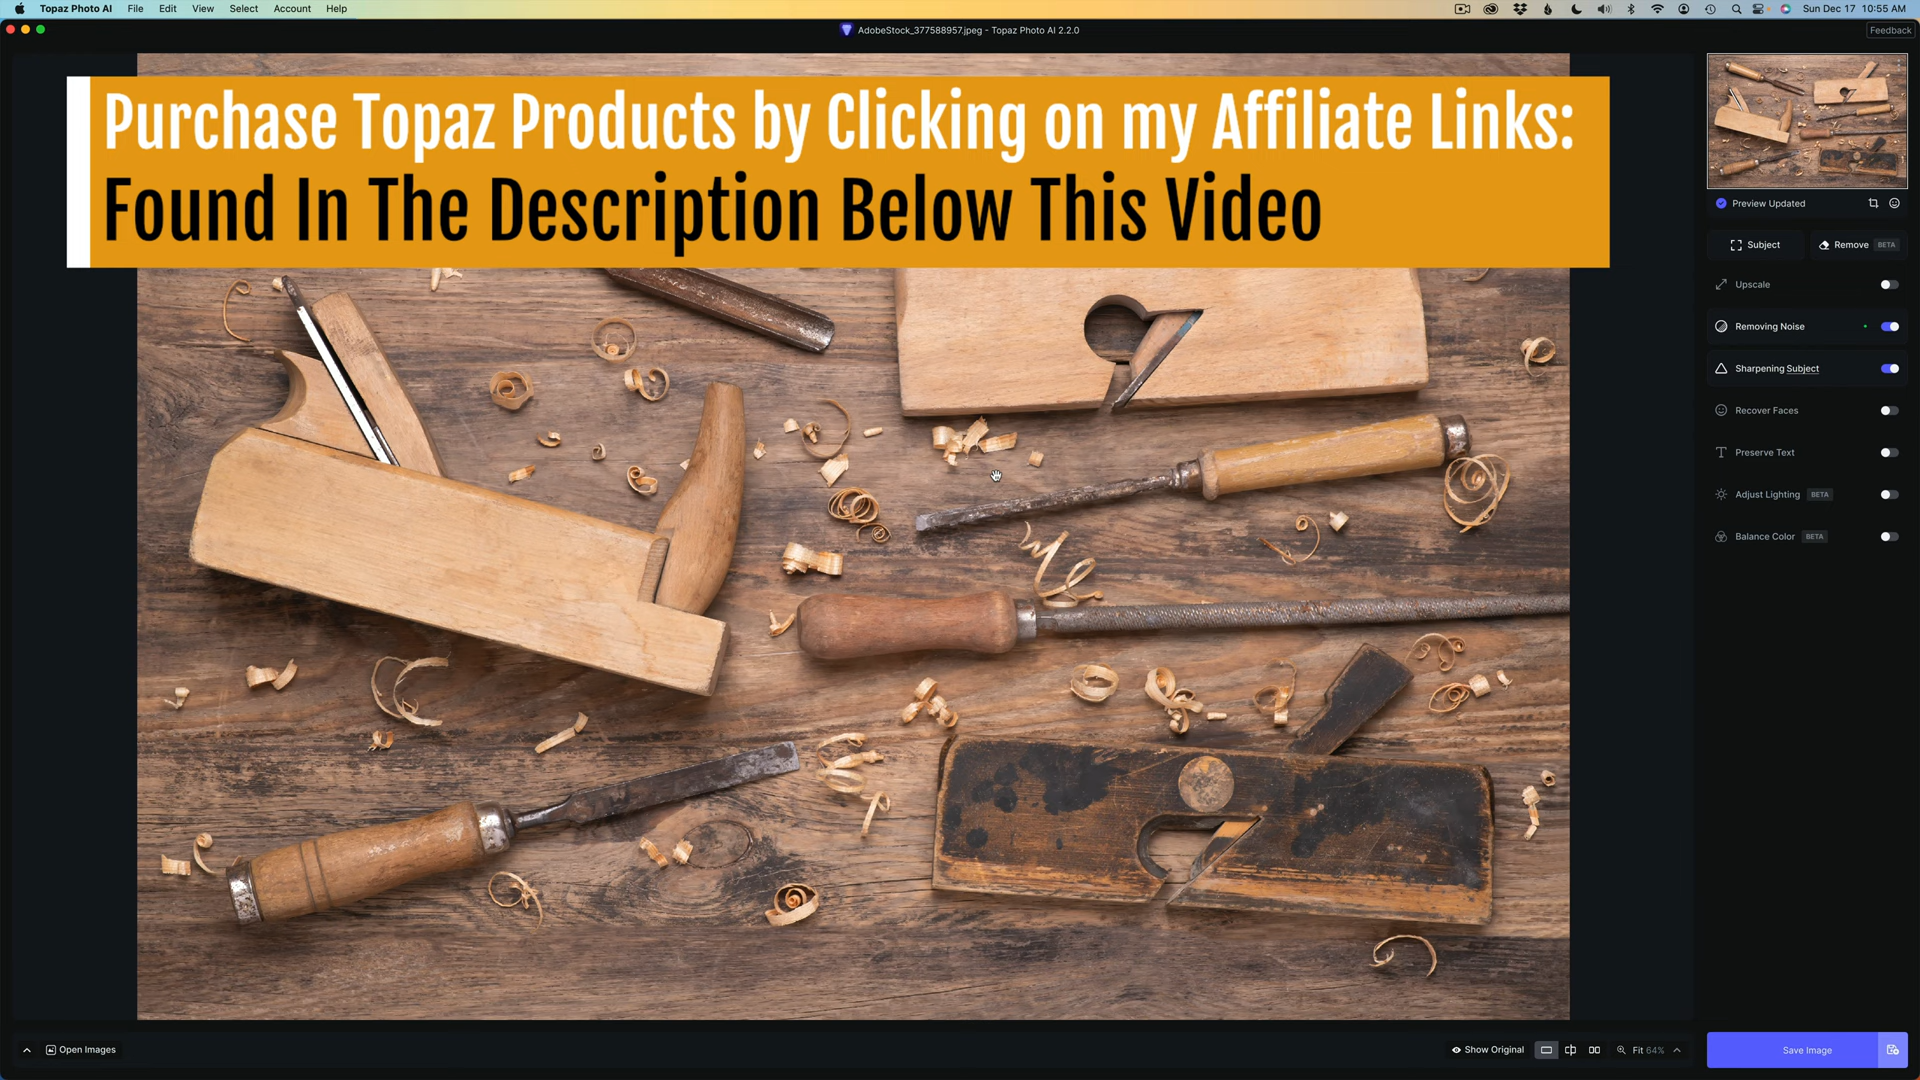 Topaz Photo AI File Edit View Select Account Help Sun Dec 17 10:55 AM
AdobeStock_377588957.jpeg - Topaz Photo AI 2.2.0
Feedback
Purchase Topaz Products by Clicking on my Affiliate Links:
Found In The Description Below This Video
Preview Updated
Subject Remove BETA
Upscale
Removing Noise
Sharpening Subject
Recover Faces
Preserve Text
Adjust Lighting BETA
Balance Color BETA
Open Images Show Original Fit 64% Save Image